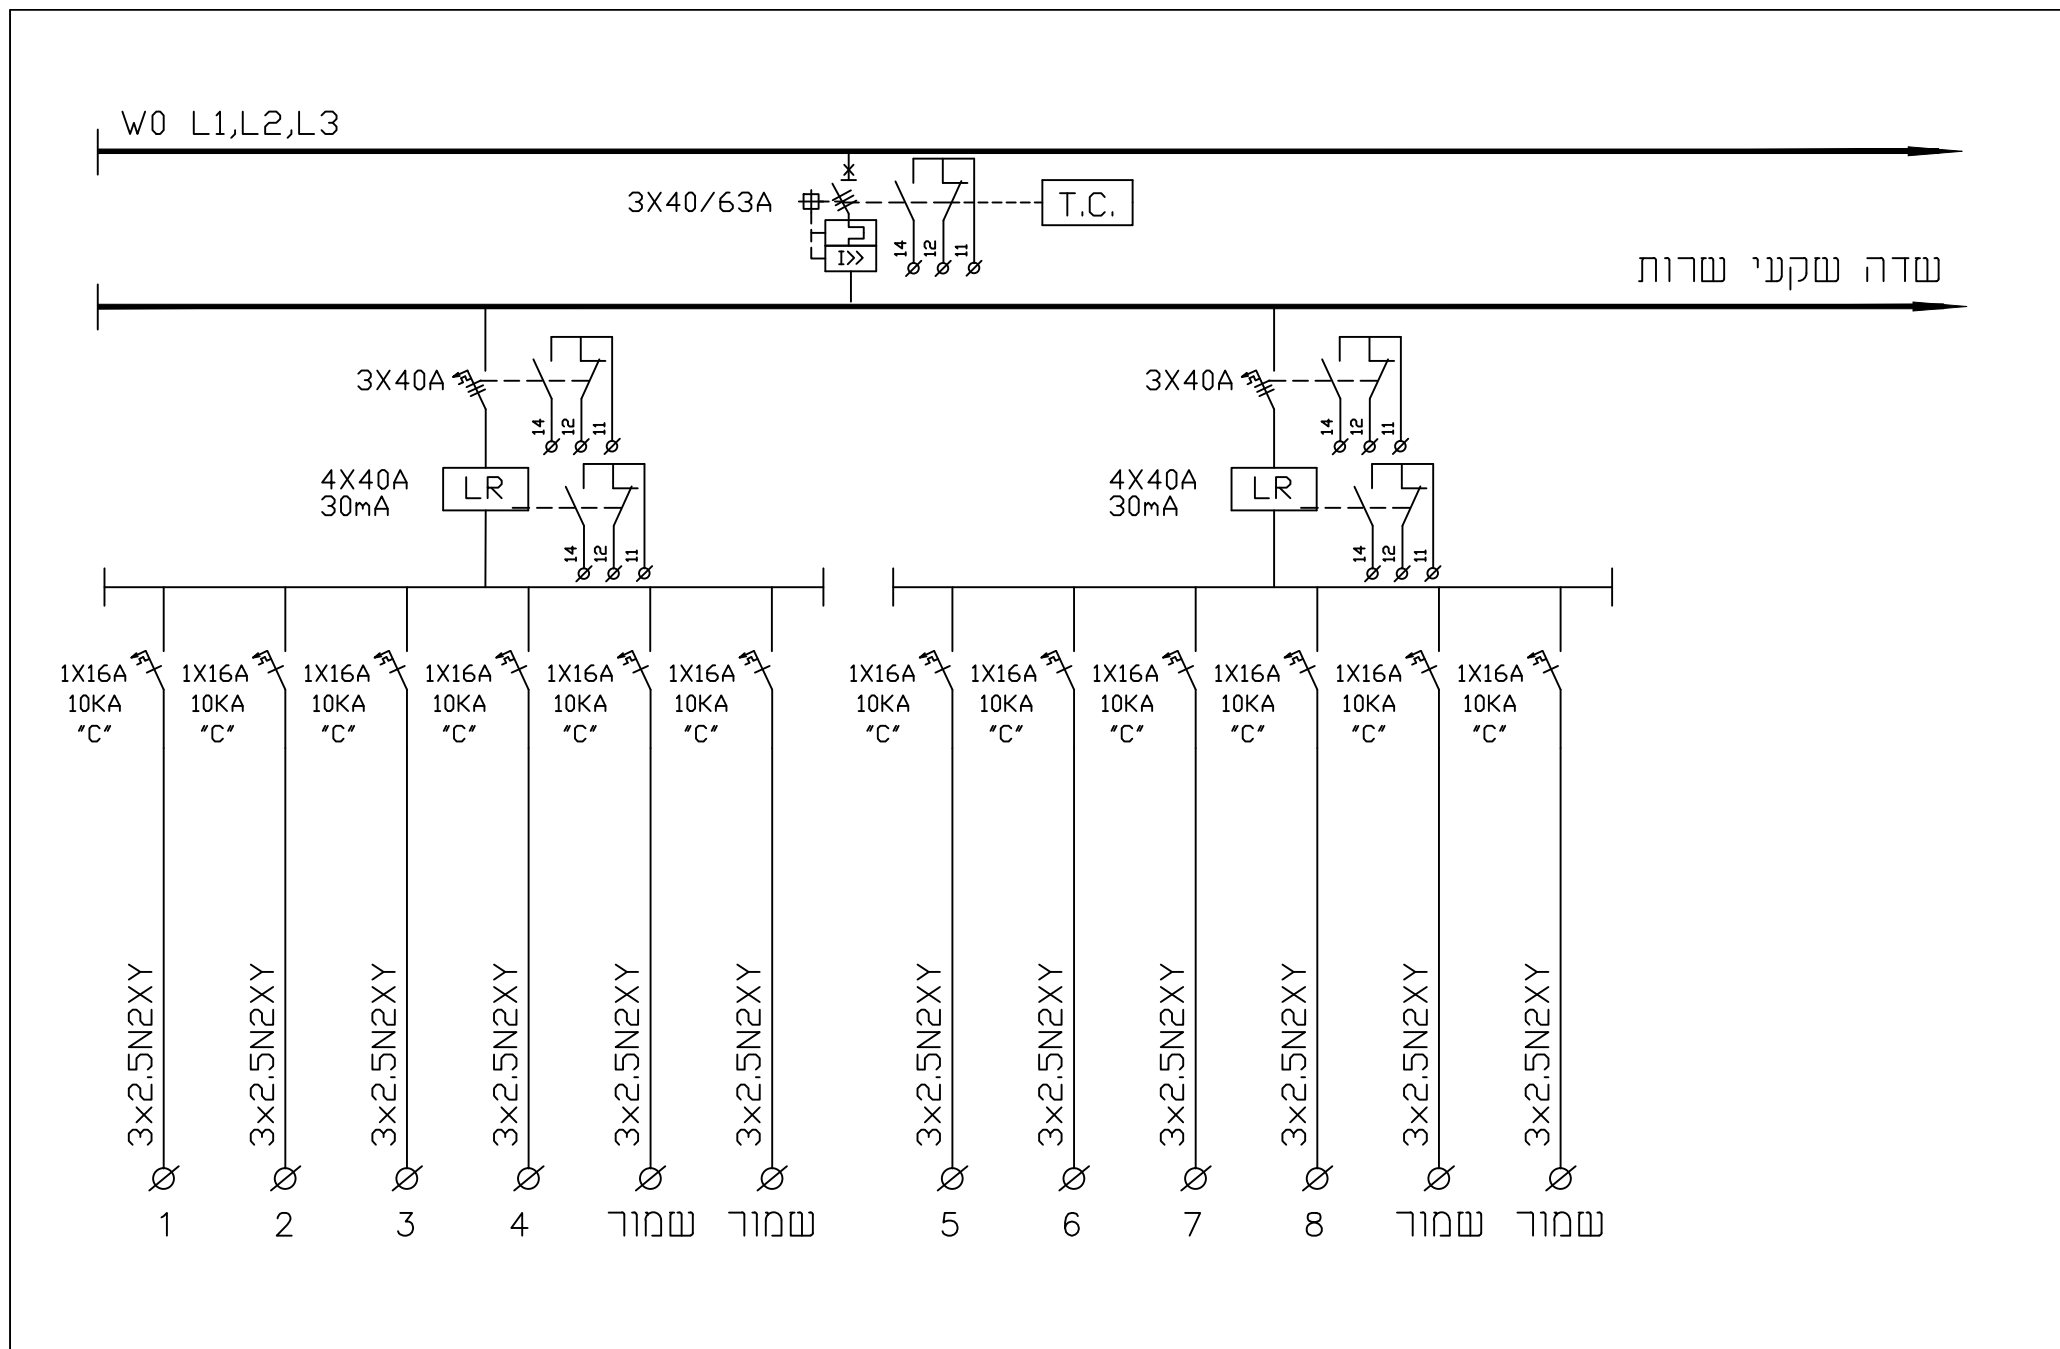 W0 L1,L2,L3
3X40/63A
T.C.
I>>
14 12 11
שדה שקעי שרות
3X40A
14 12 11
3X40A
14 12 11
4X40A
30mA
LR
14 12 11
4X40A
30mA
LR
14 12 11
1X16A 1X16A 1X16A 1X16A 1X16A 1X16A 1X16A 1X16A 1X16A 1X16A 1X16A 1X16A
10KA 10KA 10KA 10KA 10KA 10KA 10KA 10KA 10KA 10KA 10KA 10KA
"C" "C" "C" "C" "C" "C" "C" "C" "C" "C" "C" "C"
3x2.5N2XY
3x2.5N2XY
3x2.5N2XY
3x2.5N2XY
3x2.5N2XY
3x2.5N2XY
3x2.5N2XY
3x2.5N2XY
3x2.5N2XY
3x2.5N2XY
3x2.5N2XY
3x2.5N2XY
1 2 3 4 שמור שמור 5 6 7 8 שמור שמור